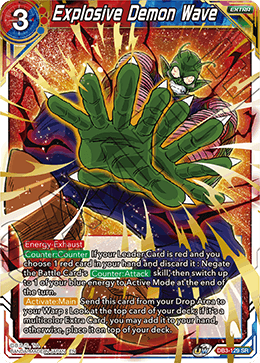 3
Explosive Demon Wave
EXTRA
Energy-Exhaust
Counter:Counter If your Leader Card is red and you
choose 1 red card in your hand and discard it : Negate
the Battle Card's Counter:Attack skill, then switch up
to 1 of your blue energy to Active Mode at the end of
the turn.
Activate:Main Send this card from your Drop Area to
your Warp : Look at the top card of your deck; if it's a
multicolor Extra Card, you may add it to your hand,
otherwise, place it on top of your deck.
DB3-129 SR